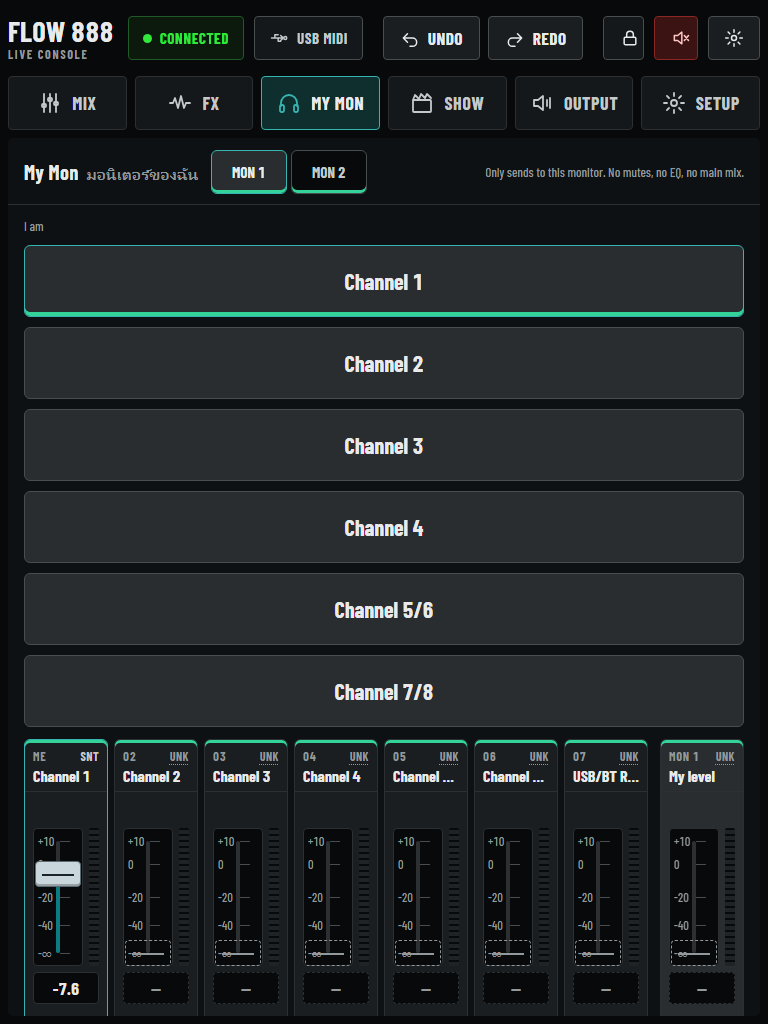 FLOW 888
LIVE CONSOLE
CONNECTED
USB MIDI
UNDO
REDO
MIX
FX
MY MON
SHOW
OUTPUT
SETUP
My Mon มอนิเตอร์ของฉัน
MON 1
MON 2
Only sends to this monitor. No mutes, no EQ, no main mix.
I am
Channel 1
Channel 2
Channel 3
Channel 4
Channel 5/6
Channel 7/8
ME SNT
Channel 1
+10
-20
-40
-∞
-7.6
02 UNK
Channel 2
+10
0
-20
-40
-∞
—
03 UNK
Channel 3
+10
0
-20
-40
-∞
—
04 UNK
Channel 4
+10
0
-20
-40
-∞
—
05 UNK
Channel ...
+10
0
-20
-40
-∞
—
06 UNK
Channel ...
+10
0
-20
-40
-∞
—
07 UNK
USB/BT R...
+10
0
-20
-40
-∞
—
MON 1 UNK
My level
+10
0
-20
-40
-∞
—